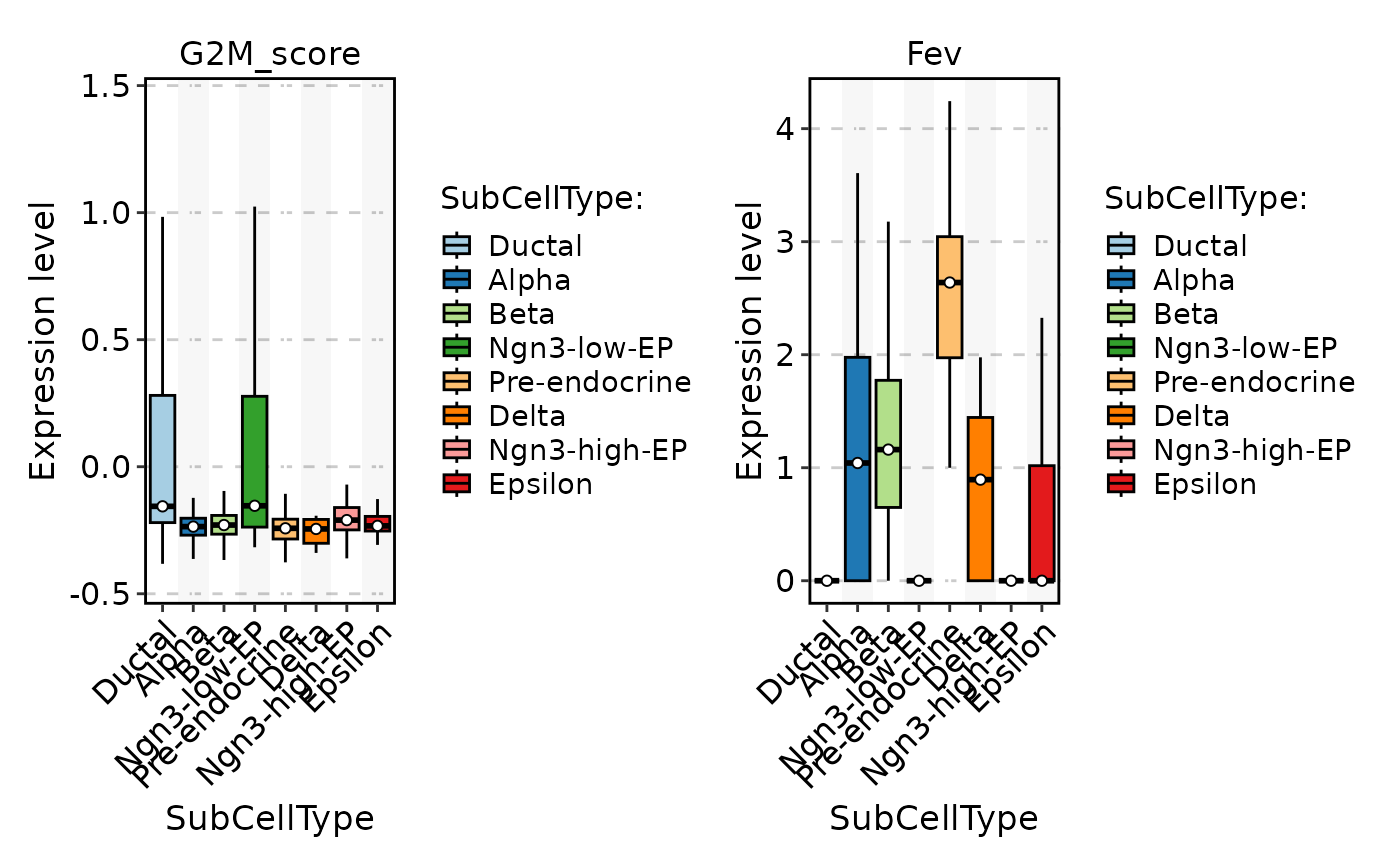 G2M_score
Expression level
1.5
1.0
0.5
0.0
-0.5
Ductal
Alpha
Beta
Ngn3-low-EP
Pre-endocrine
Delta
Ngn3-high-EP
Epsilon
SubCellType
SubCellType:
Ductal
Alpha
Beta
Ngn3-low-EP
Pre-endocrine
Delta
Ngn3-high-EP
Epsilon
Fev
Expression level
4
3
2
1
0
Ductal
Alpha
Beta
Ngn3-low-EP
Pre-endocrine
Delta
Ngn3-high-EP
Epsilon
SubCellType
SubCellType:
Ductal
Alpha
Beta
Ngn3-low-EP
Pre-endocrine
Delta
Ngn3-high-EP
Epsilon